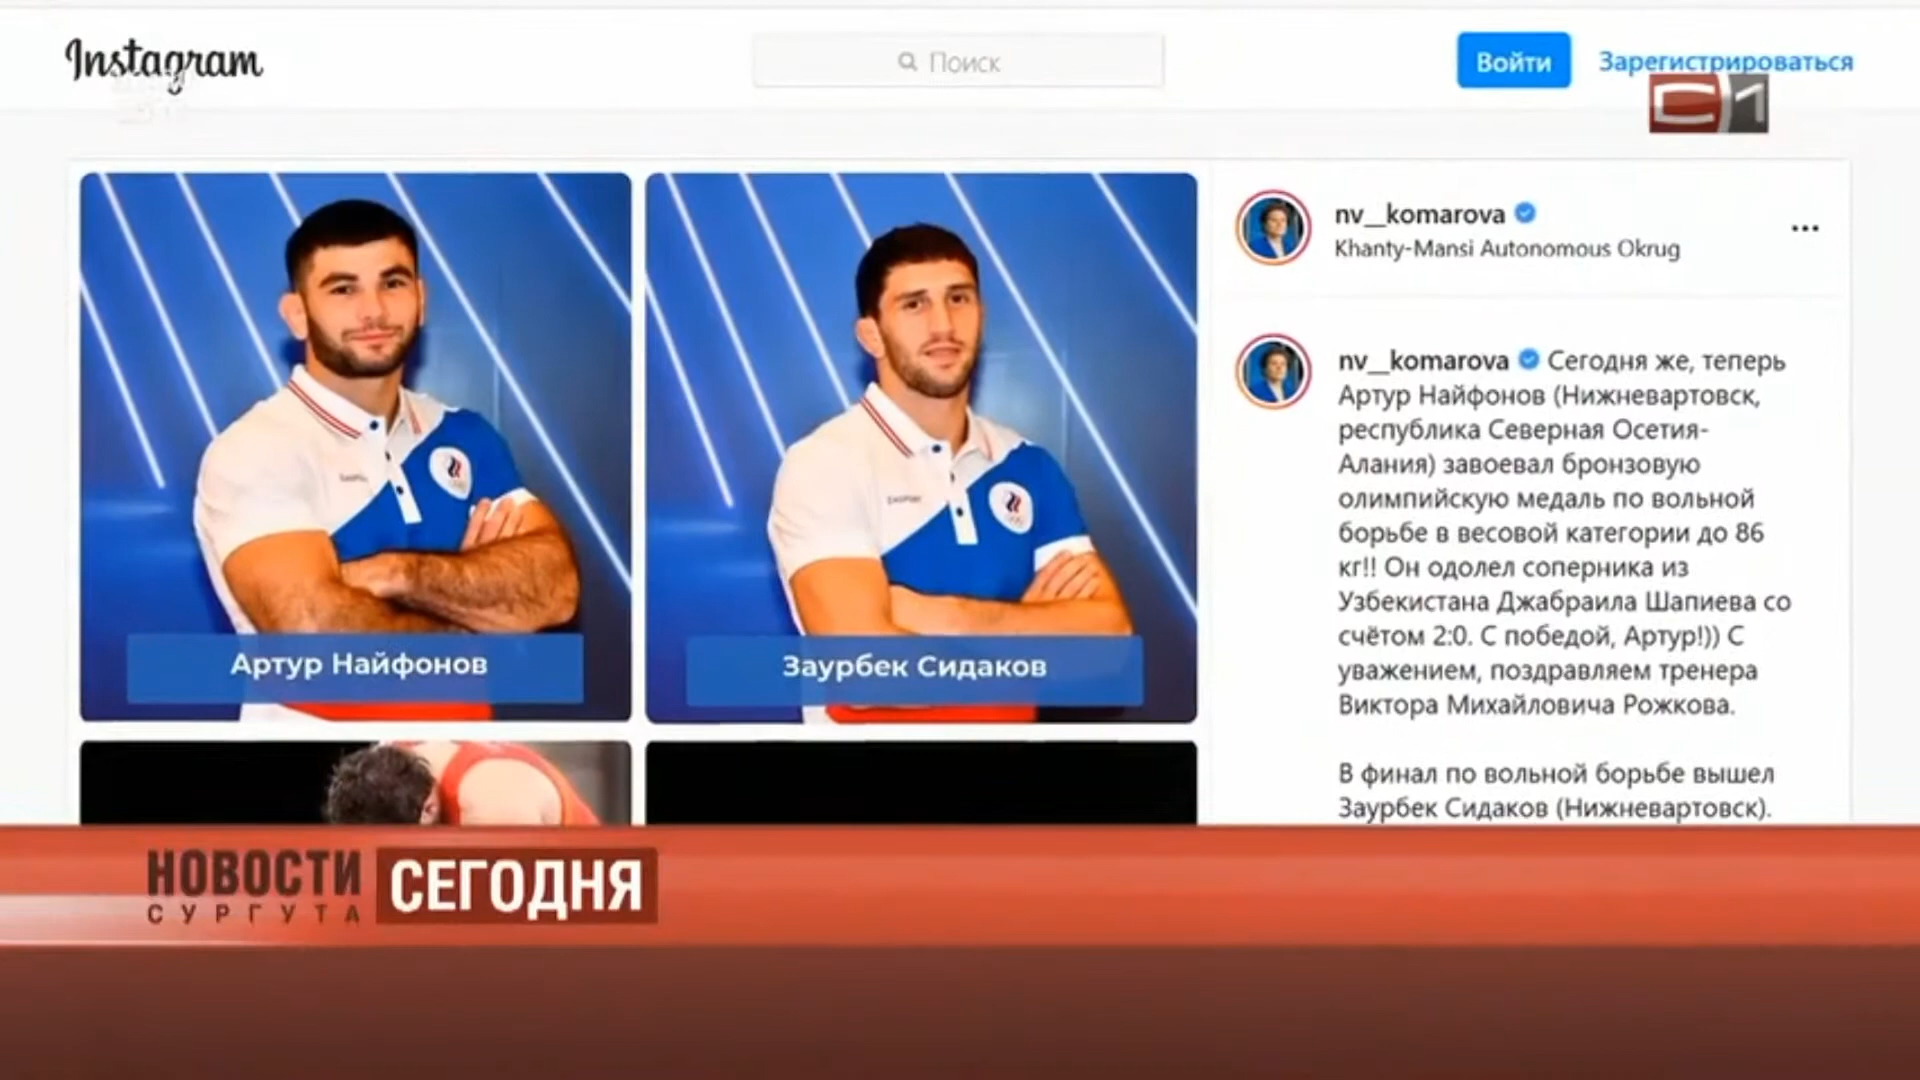 Instagram
Поиск
Войти
Зарегистрироваться
С1
nv__komarova
Khanty-Mansi Autonomous Okrug
nv__komarova Сегодня же, теперь
Артур Найфонов (Нижневартовск,
республика Северная Осетия-
Алания) завоевал бронзовую
олимпийскую медаль по вольной
борьбе в весовой категории до 86
кг!! Он одолел соперника из
Узбекистана Джабраила Шапиева со
счётом 2:0. С победой, Артур!)) С
уважением, поздравляем тренера
Виктора Михайловича Рожкова.
В финал по вольной борьбе вышел
Заурбек Сидаков (Нижневартовск).
Артур Найфонов
Заурбек Сидаков
НОВОСТИ
СУРГУТА
СЕГОДНЯ